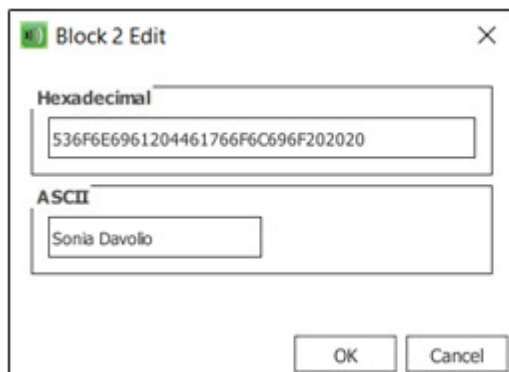 Block 2 Edit
Hexadecimal
536F6E6961204461766F6C696F202020
ASCII
Sonia Davolio
OK Cancel